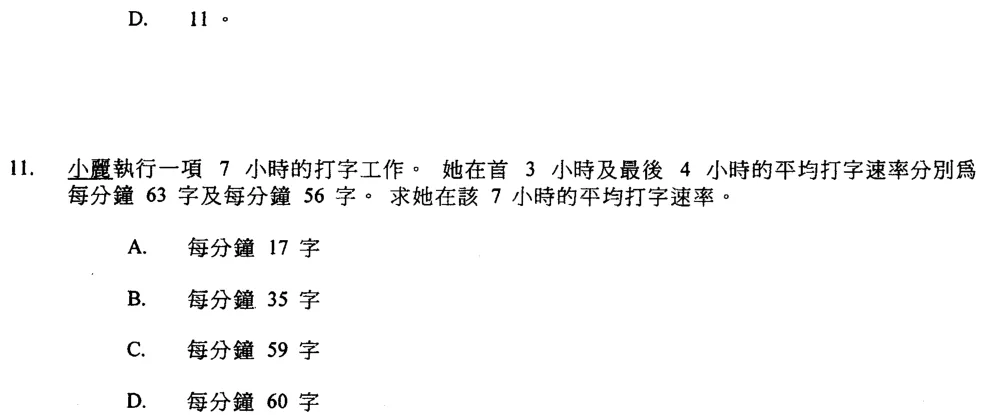 D. 11。
11. 小麗執行一項 7 小時的打字工作。 她在首 3 小時及最後 4 小時的平均打字速率分別爲
每分鐘 63 字及每分鐘 56 字。 求她在該 7 小時的平均打字速率。
A. 每分鐘 17 字
B. 每分鐘 35 字
C. 每分鐘 59 字
D. 每分鐘 60 字